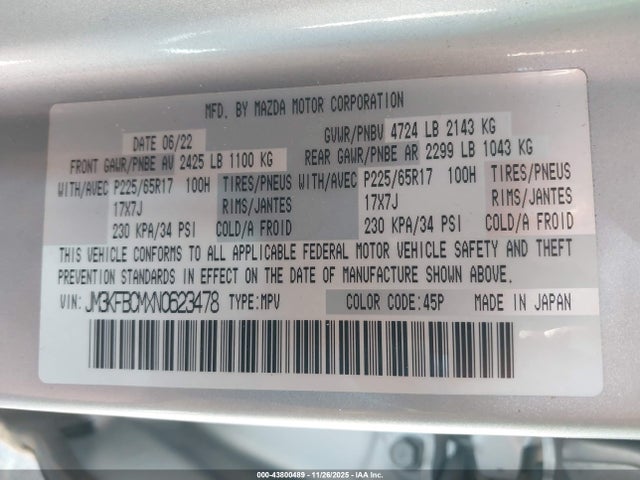 MFD. BY MAZDA MOTOR CORPORATION
DATE 06/22 GVWR/PNBV 4724 LB 2143 KG
FRONT GAWR/PNBE AV 2425 LB 1100 KG REAR GAWR/PNBE AR 2299 LB 1043 KG
WITH/AVEC P225/65R17 100H TIRES/PNEUS WITH/AVEC P225/65R17 100H TIRES/PNEUS
17X7J RIMS/JANTES 17X7J RIMS/JANTES
230 KPA/34 PSI COLD/A FROID 230 KPA/34 PSI COLD/A FROID
THIS VEHICLE CONFORMS TO ALL APPLICABLE FEDERAL MOTOR VEHICLE SAFETY AND THEFT
PREVENTION STANDARDS IN EFFECT ON THE DATE OF MANUFACTURE SHOWN ABOVE.
VIN: JM3KFBCMXN0623478 TYPE:MPV COLOR CODE:45P MADE IN JAPAN
000-43800489 - 11/26/2025 - IAA Inc.